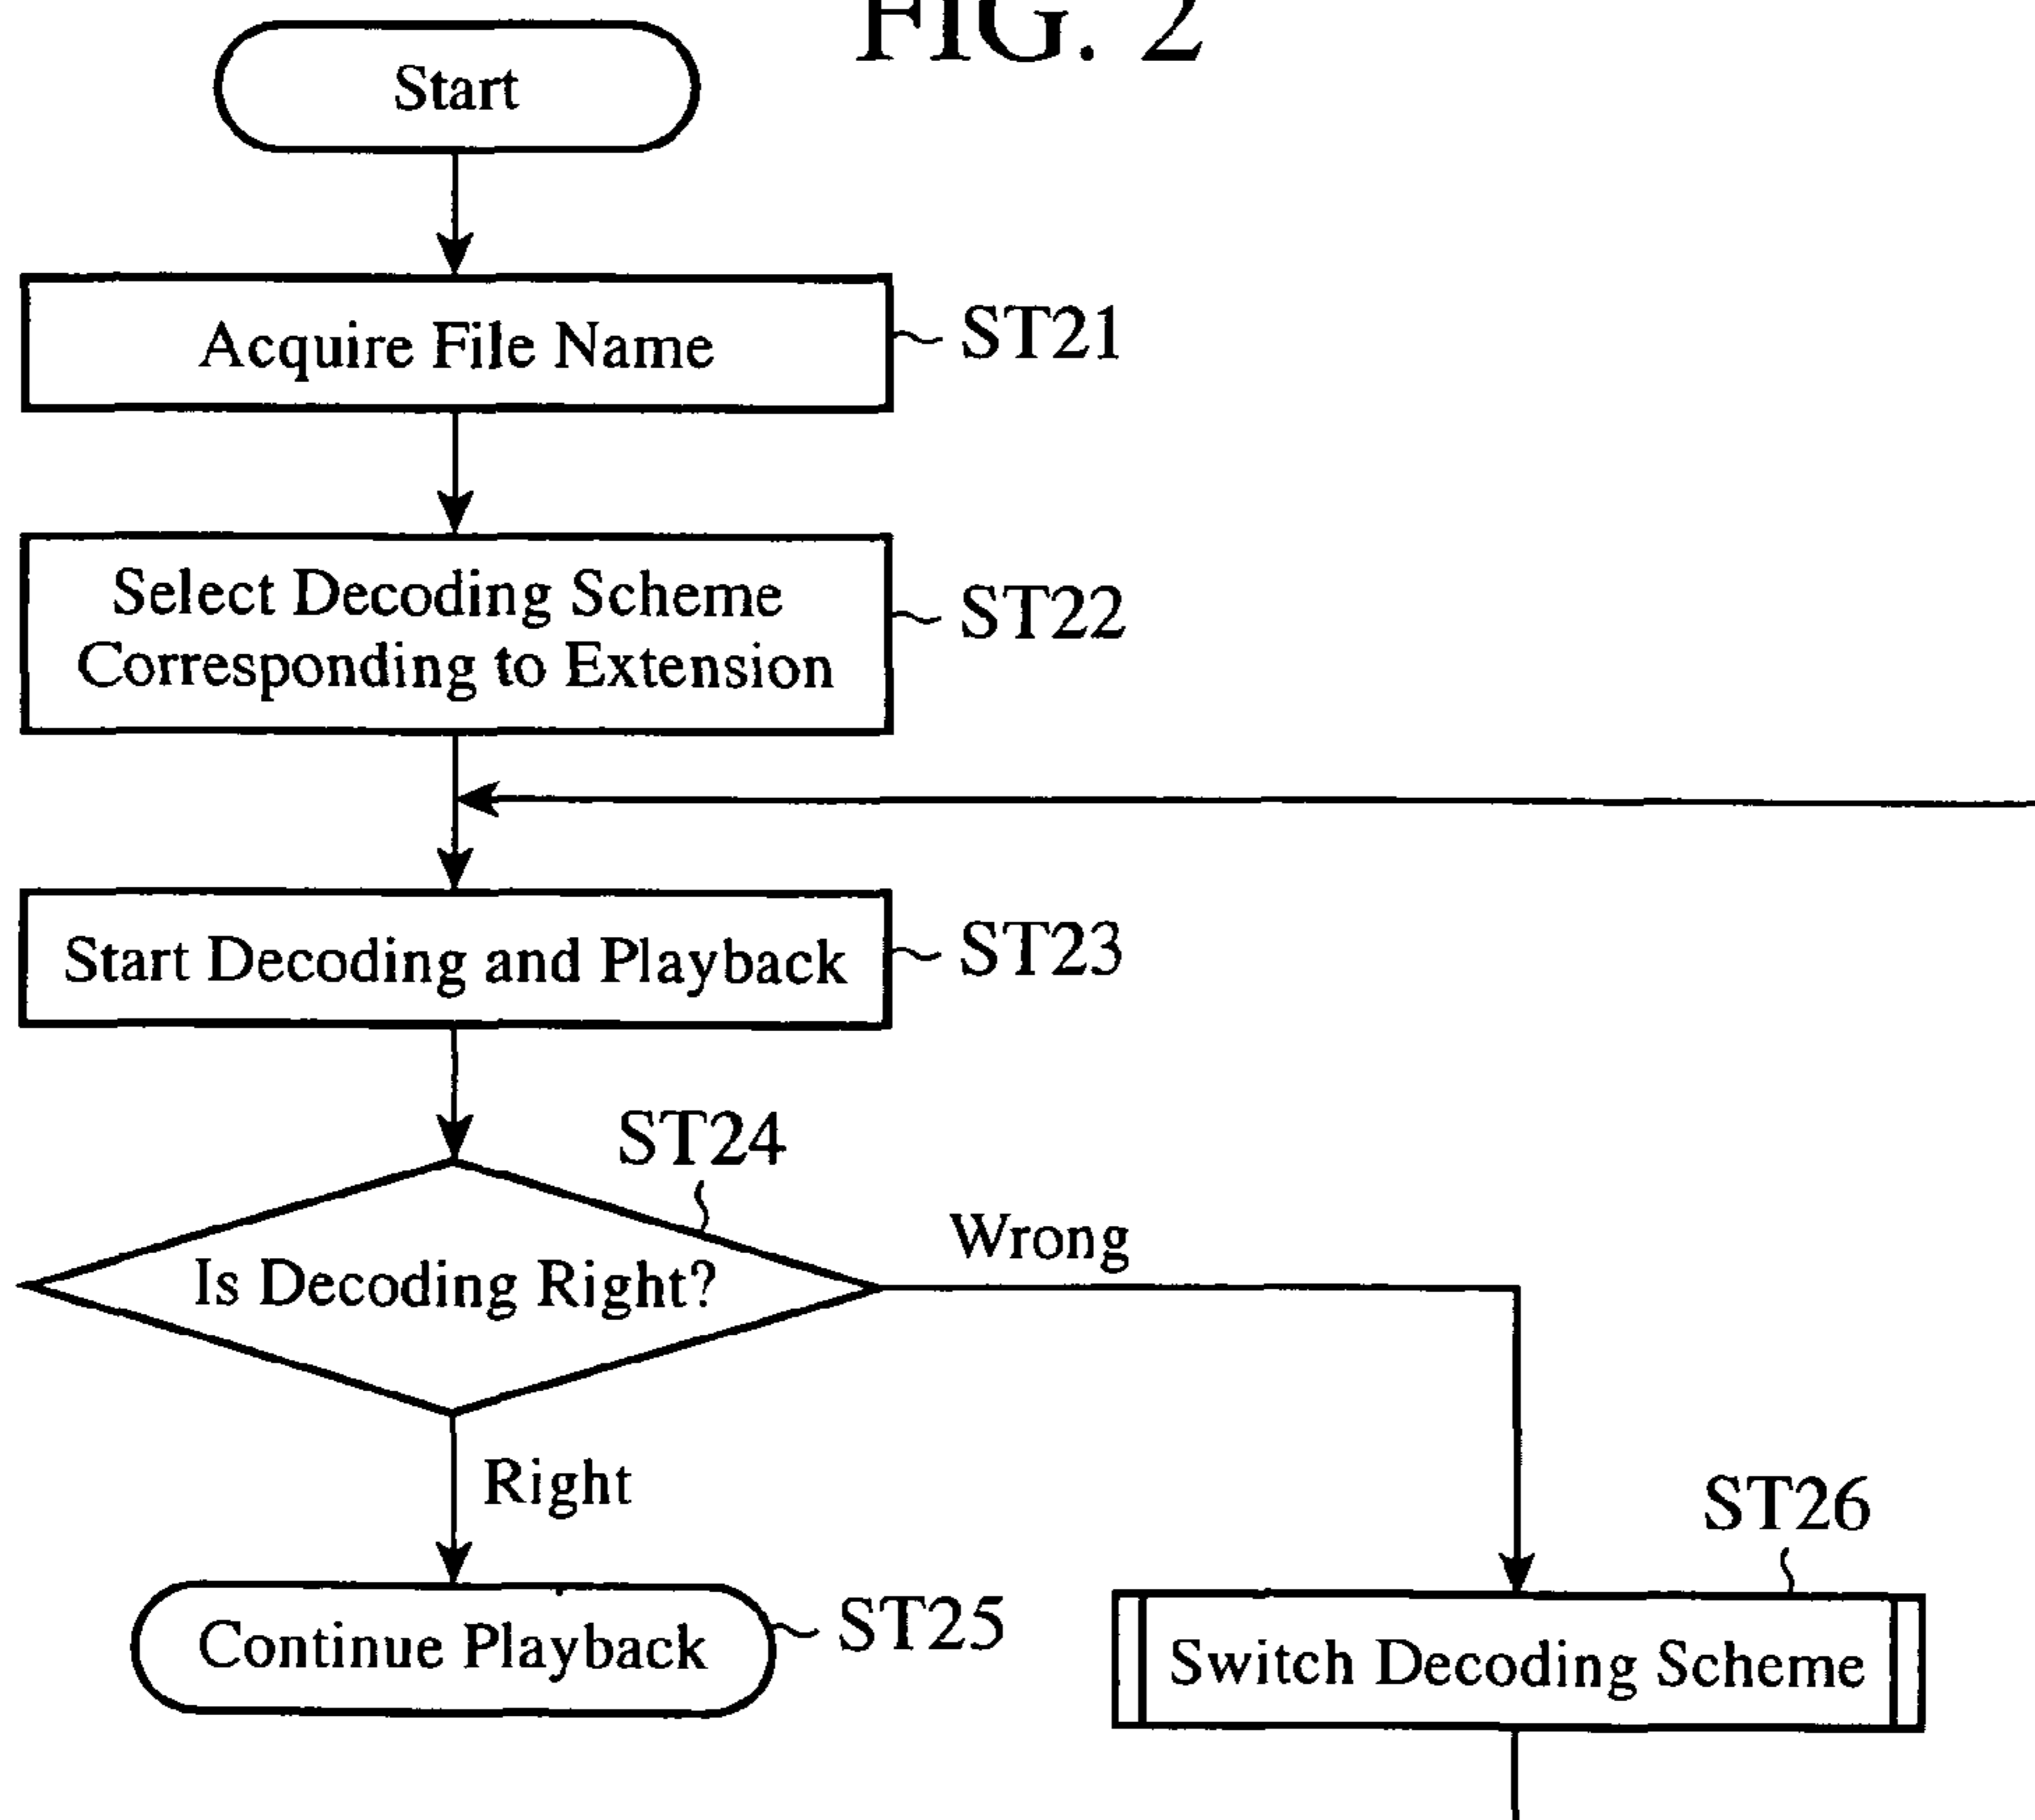 FIG. 2
Start
Acquire File Name
ST21
Select Decoding Scheme
Corresponding to Extension
ST22
Start Decoding and Playback
ST23
ST24
Is Decoding Right?
Wrong
Right
ST26
Continue Playback
ST25
Switch Decoding Scheme